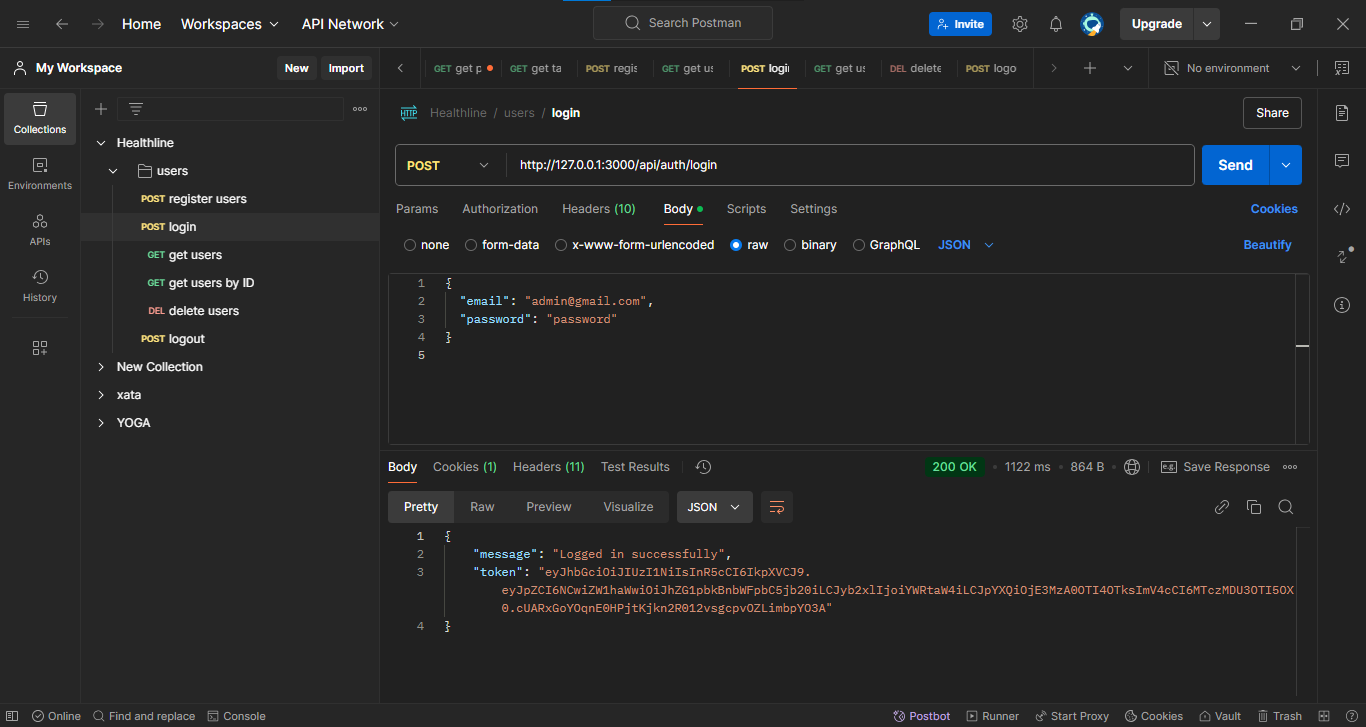 Home Workspaces API Network Search Postman Invite Upgrade
My Workspace New Import GET get p GET get ta POST regis GET get us POST logi GET get us DEL delete POST logo No environment
Collections
Environments
APIs
History
Healthline
users
POST register users
POST login
GET get users
GET get users by ID
DEL delete users
POST logout
New Collection
xata
YOGA
HTTP Healthline / users / login Share
POST http://127.0.0.1:3000/api/auth/login Send
Params Authorization Headers (10) Body Scripts Settings Cookies
none form-data x-www-form-urlencoded raw binary GraphQL JSON Beautify
1 {
2 "email": "admin@gmail.com",
3 "password": "password"
4 }
5
Body Cookies (1) Headers (11) Test Results 200 OK 1122 ms 864 B e.g. Save Response
Pretty Raw Preview Visualize JSON
1 {
2 "message": "Logged in successfully",
3 "token": "eyJhbGciOiJIUzI1NiIsInR5cCI6IkpXVCJ9.
eyJpZCI6NCwiZW1haWwiOiJhZG1pbkBnbWFpbC5jb20iLCJyb2xlIjoiYWRtaW4iLCJpYXQiOjE3MzA0OTI4OTksImV4cCI6MTczMDU3OTI5OX
0.cUARxGoYOqnE0HPjtKjkn2R012vsgcpvOZLimbpYO3A"
4 }
Online Find and replace Console Postbot Runner Start Proxy Cookies Vault Trash